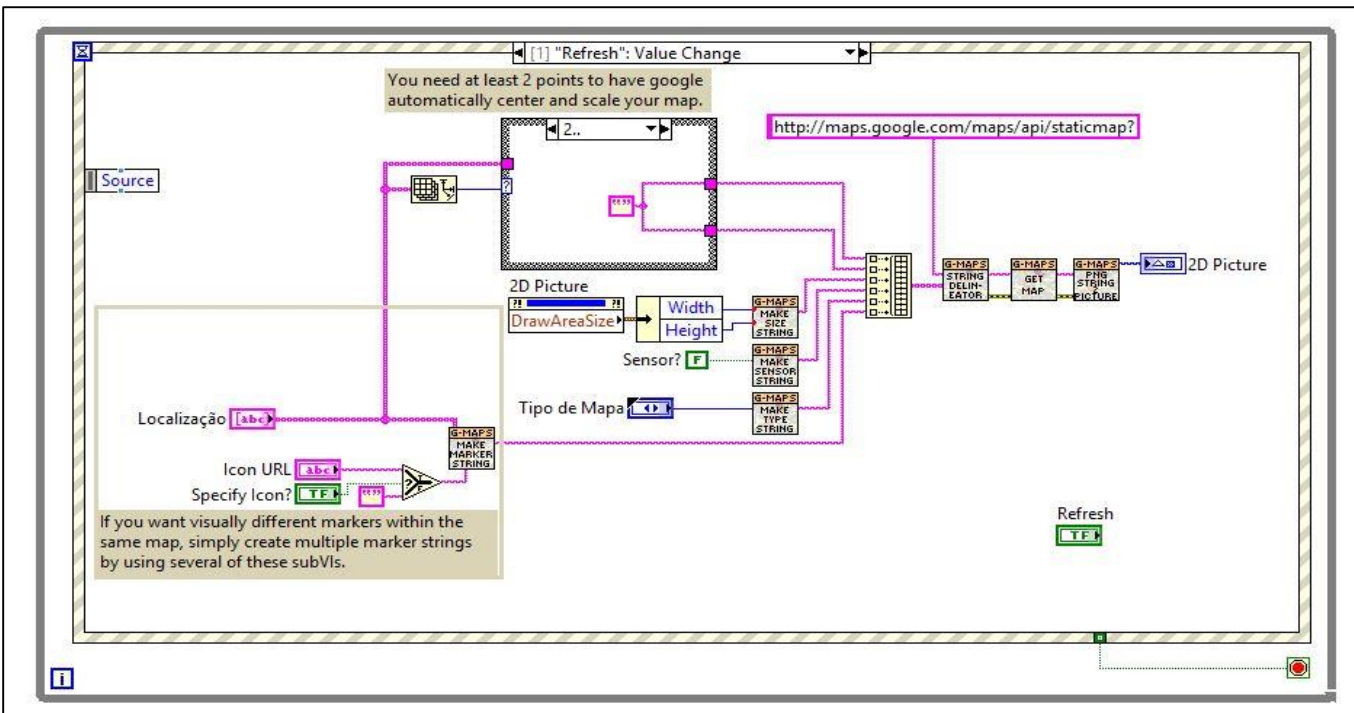 [1] "Refresh": Value Change
You need at least 2 points to have google
automatically center and scale your map.
2..
http://maps.google.com/maps/api/staticmap?
Source
?
""
2D Picture
?! ?!
DrawAreaSize
Width
Height
G-MAPS
MAKE
SIZE
STRING
Sensor? F
G-MAPS
MAKE
SENSOR
STRING
Tipo de Mapa
G-MAPS
MAKE
TYPE
STRING
G-MAPS
STRING
DELIN-
EATOR
G-MAPS
GET
MAP
G-MAPS
PNG
STRING
PICTURE
2D Picture
Localização [abc]
G-MAPS
MAKE
MARKER
STRING
Icon URL abc
Specify Icon? TF
""
?
If you want visually different markers within the
same map, simply create multiple marker strings
by using several of these subVIs.
Refresh
TF
i